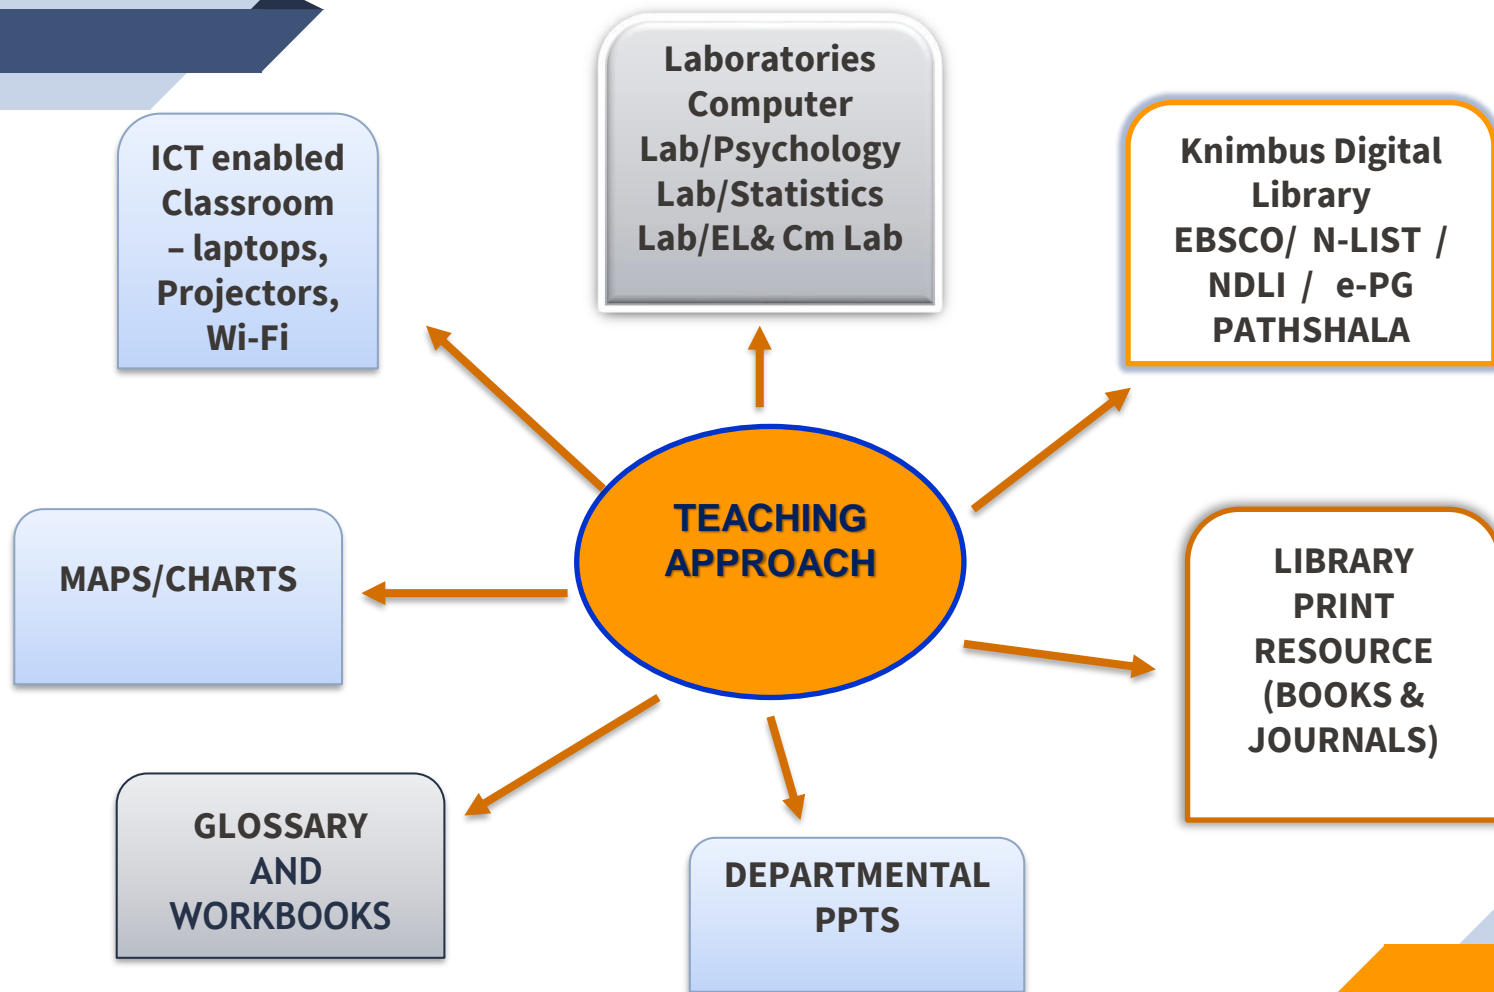 Laboratories
Computer
Lab/Psychology
Lab/Statistics
Lab/EL& Cm Lab
ICT enabled
Classroom
– laptops,
Projectors,
Wi-Fi
Knimbus Digital
Library
EBSCO/ N-LIST /
NDLI / e-PG
PATHSHALA
TEACHING
APPROACH
MAPS/CHARTS
LIBRARY
PRINT
RESOURCE
(BOOKS &
JOURNALS)
GLOSSARY
AND
WORKBOOKS
DEPARTMENTAL
PPTS